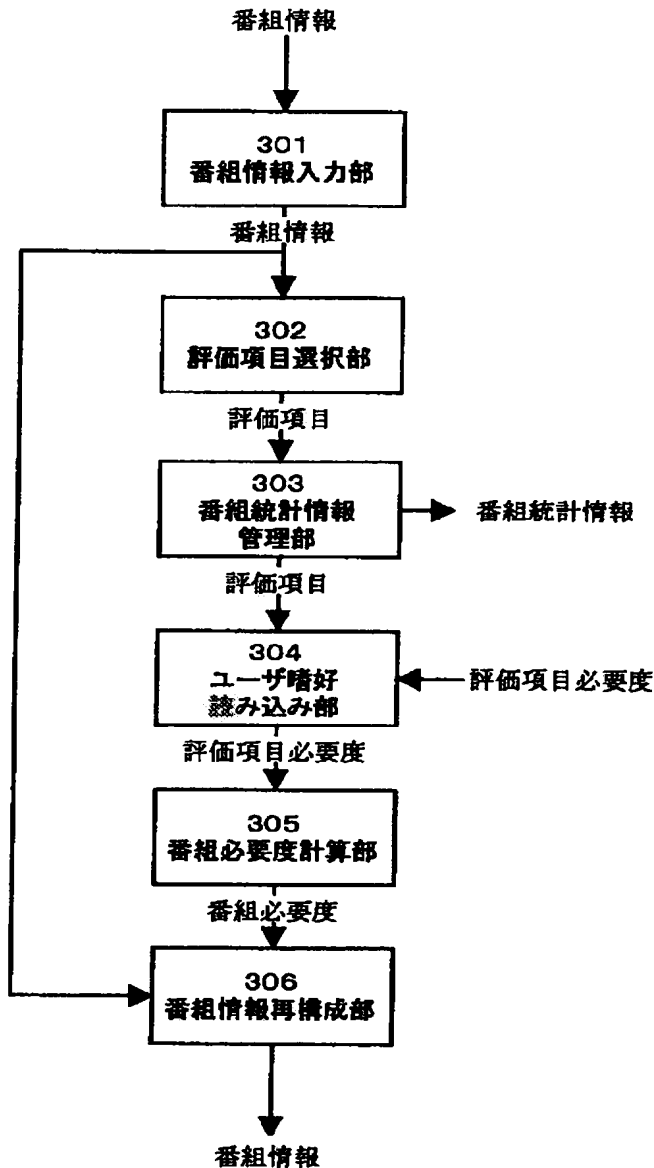 番組情報
301
番組情報入力部
番組情報
302
評価項目選択部
評価項目
303
番組統計情報
管理部
番組統計情報
評価項目
304
ユーザ嗜好
読み込み部
評価項目必要度
評価項目必要度
305
番組必要度計算部
番組必要度
306
番組情報再構成部
番組情報